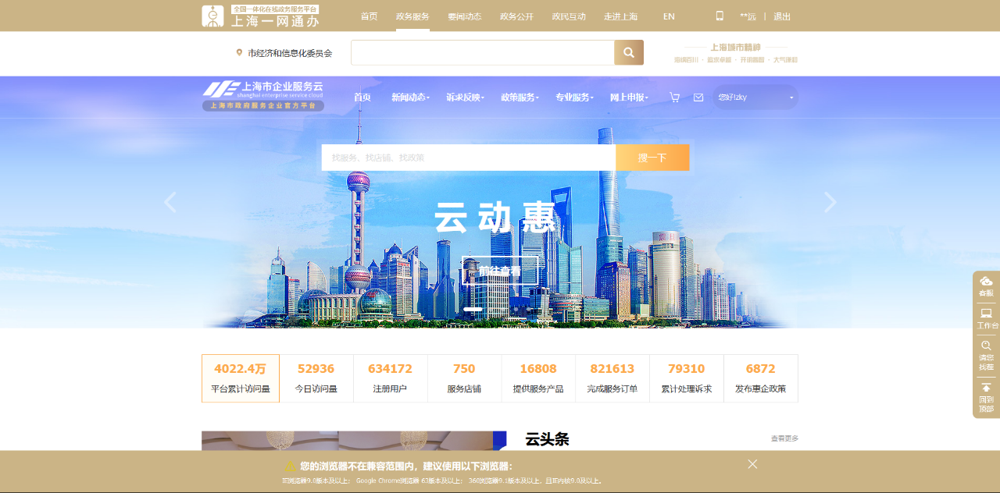 全国一体化在线政务服务平台
上海一网通办
首页 政务服务 要闻动态 政务公开 政民互动 走进上海 EN **远 | 退出
市经济和信息化委员会
上海城市精神
海纳百川 · 追求卓越 · 开明睿智 · 大气谦和
上海市企业服务云
shanghai enterprise service cloud
上海市政府服务企业官方平台
首页 新闻动态 诉求反映 政策服务 专业服务 网上申报 您好!zky
找服务、找店铺、找政策 搜一下
云动惠
前往查看
客服
工作台
请您
找茬
回到
顶部
4022.4万 52936 634172 750 16808 821613 79310 6872
平台累计访问量 今日访问量 注册用户 服务店铺 提供服务产品 完成服务订单 累计处理诉求 发布惠企政策
云头条 查看更多
您的浏览器不在兼容范围内，建议使用以下浏览器：
IE浏览器9.0版本及以上； Google Chrome浏览器 63版本及以上； 360浏览器9.1版本及以上，且IE内核9.0及以上。